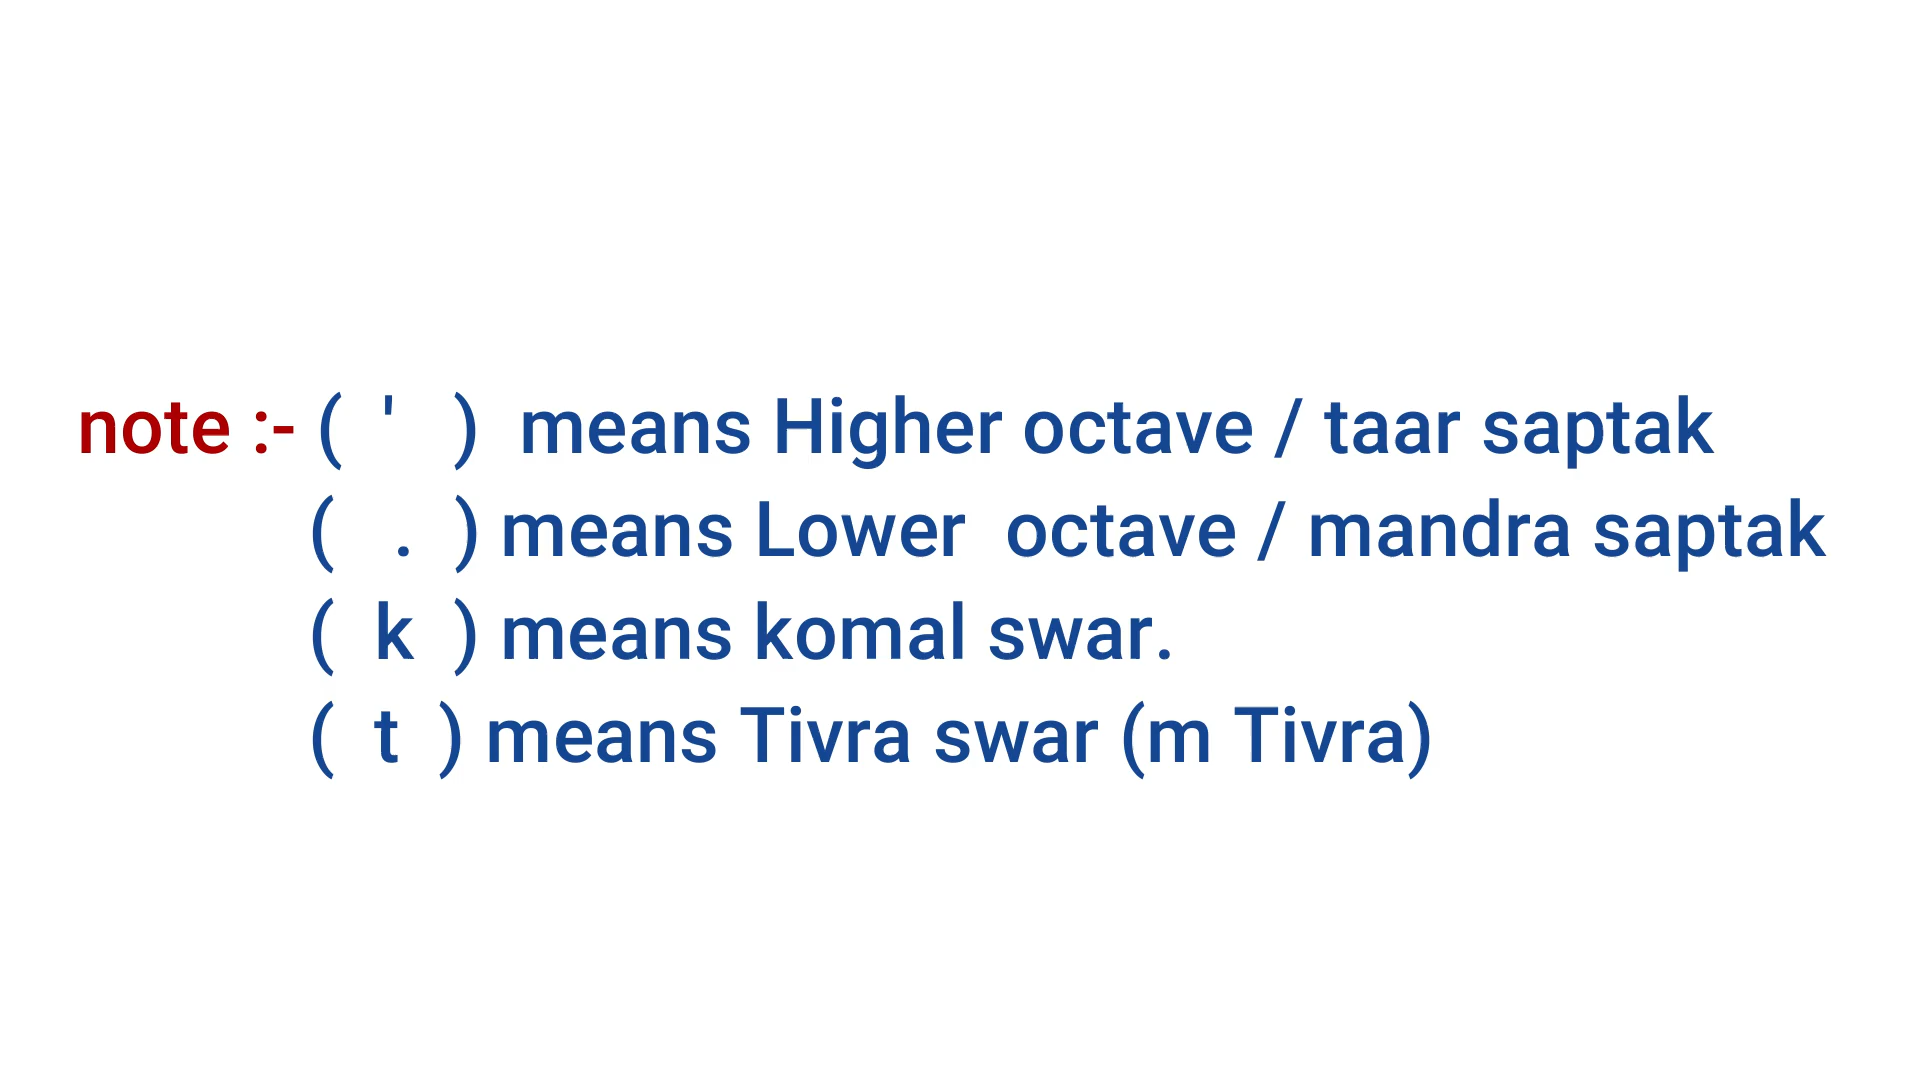 note :- ( ' ) means Higher octave / taar saptak
( . ) means Lower octave / mandra saptak
( k ) means komal swar.
( t ) means Tivra swar (m Tivra)